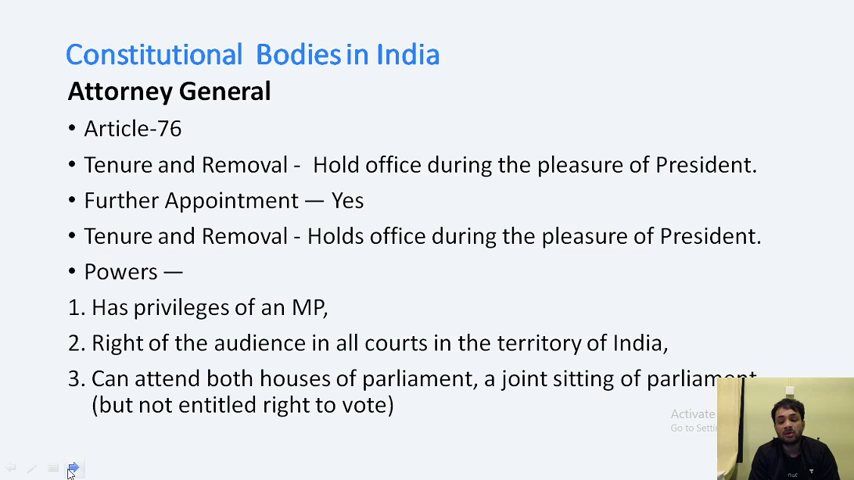 Constitutional Bodies in India
Attorney General
• Article-76
• Tenure and Removal - Hold office during the pleasure of President.
• Further Appointment — Yes
• Tenure and Removal - Holds office during the pleasure of President.
• Powers —
1. Has privileges of an MP,
2. Right of the audience in all courts in the territory of India,
3. Can attend both houses of parliament, a joint sitting of parliament
(but not entitled right to vote)
Activate
Go to